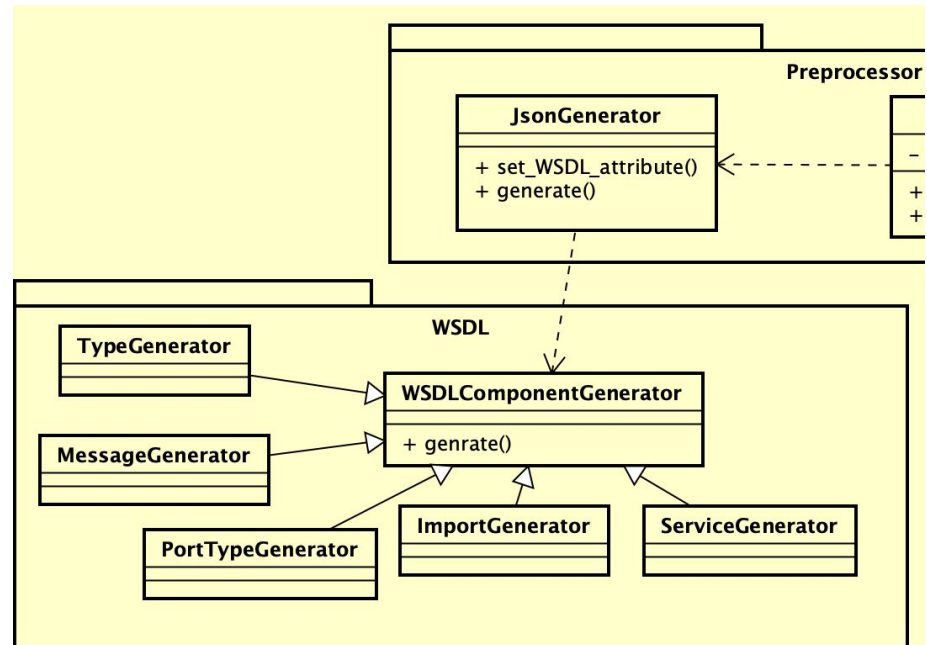 Preprocessor
JsonGenerator
+ set_WSDL_attribute()
+ generate()
-
+
+
WSDL
TypeGenerator
WSDLComponentGenerator
+ genrate()
MessageGenerator
PortTypeGenerator
ImportGenerator
ServiceGenerator